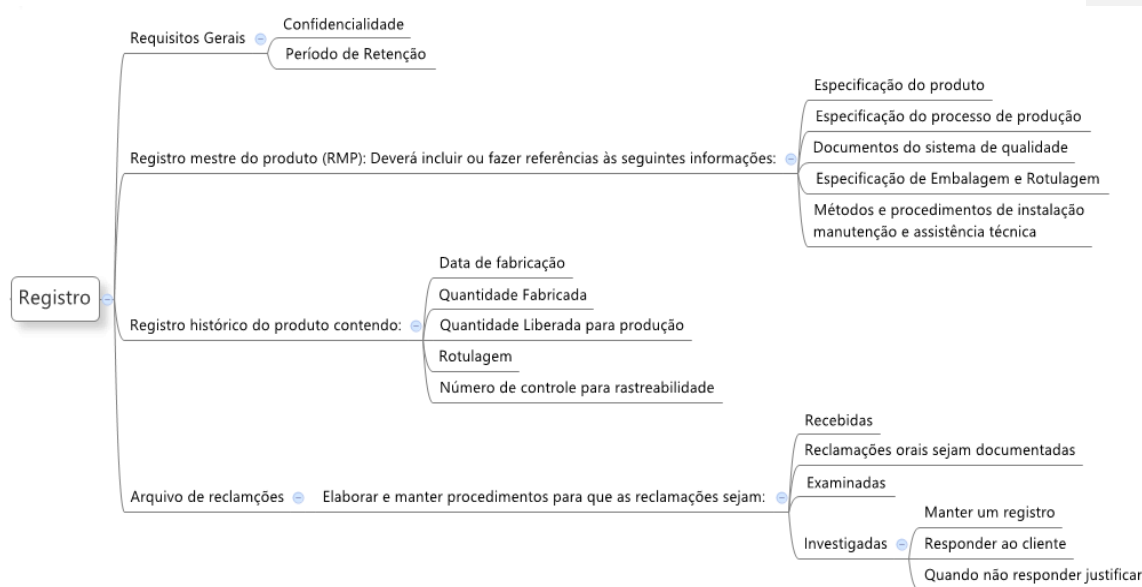 Confidencialidade
Requisitos Gerais
Período de Retenção
Especificação do produto
Especificação do processo de produção
Registro mestre do produto (RMP): Deverá incluir ou fazer referências às seguintes informações:
Documentos do sistema de qualidade
Especificação de Embalagem e Rotulagem
Métodos e procedimentos de instalação
manutenção e assistência técnica
Registro
Data de fabricação
Quantidade Fabricada
Registro histórico do produto contendo:
Quantidade Liberada para produção
Rotulagem
Número de controle para rastreabilidade
Recebidas
Reclamações orais sejam documentadas
Arquivo de reclamções
Elaborar e manter procedimentos para que as reclamações sejam:
Examinadas
Investigadas
Manter um registro
Responder ao cliente
Quando não responder justificar